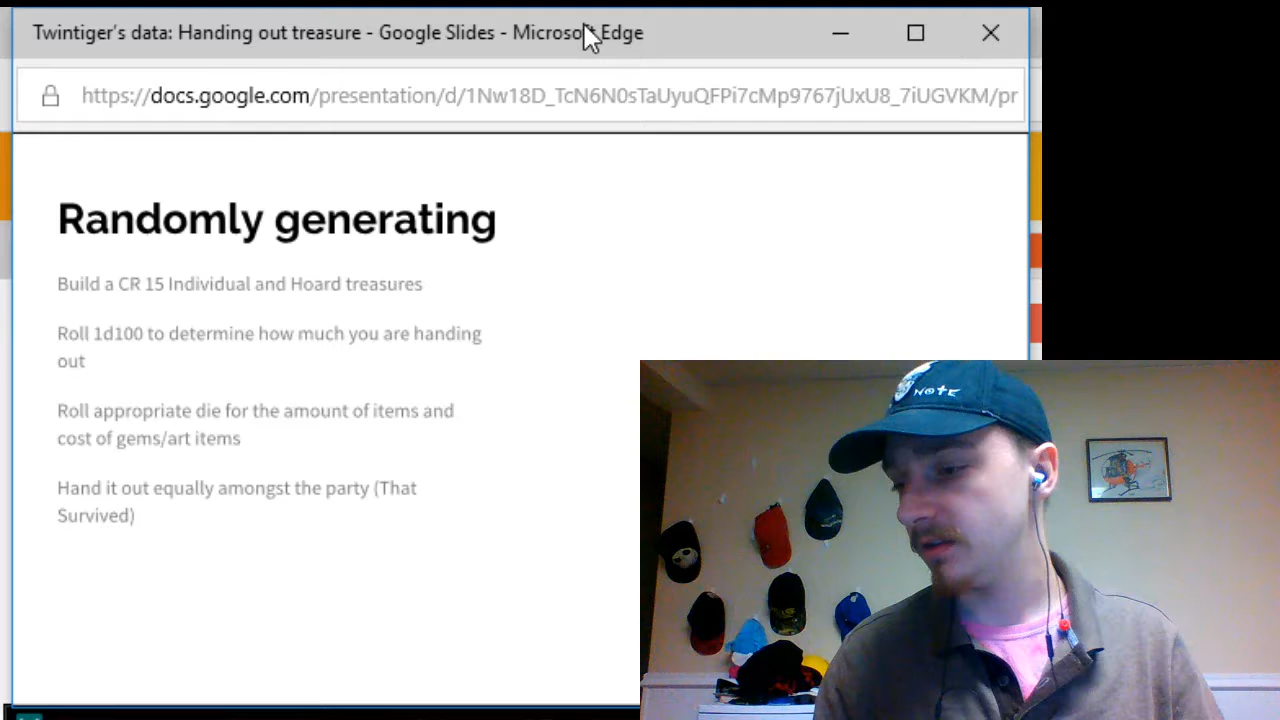 Twintiger's data: Handing out treasure - Google Slides - Microsoft Edge
https://docs.google.com/presentation/d/1Nw18D_TcN6N0sTaUyuQFPi7cMp9767jUxU8_7iUGVKM/pr
Randomly generating
Build a CR 15 Individual and Hoard treasures
Roll 1d100 to determine how much you are handing
out
Roll appropriate die for the amount of items and
cost of gems/art items
Hand it out equally amongst the party (That
Survived)
NOTE